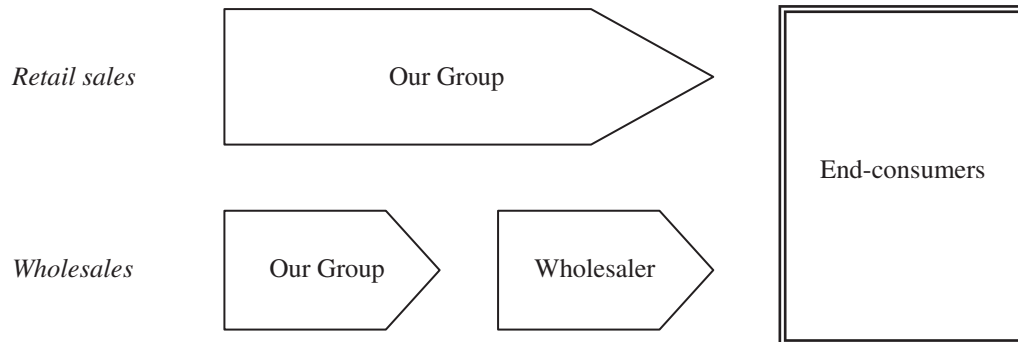 Retail sales
Our Group
End-consumers
Wholesales
Our Group
Wholesaler